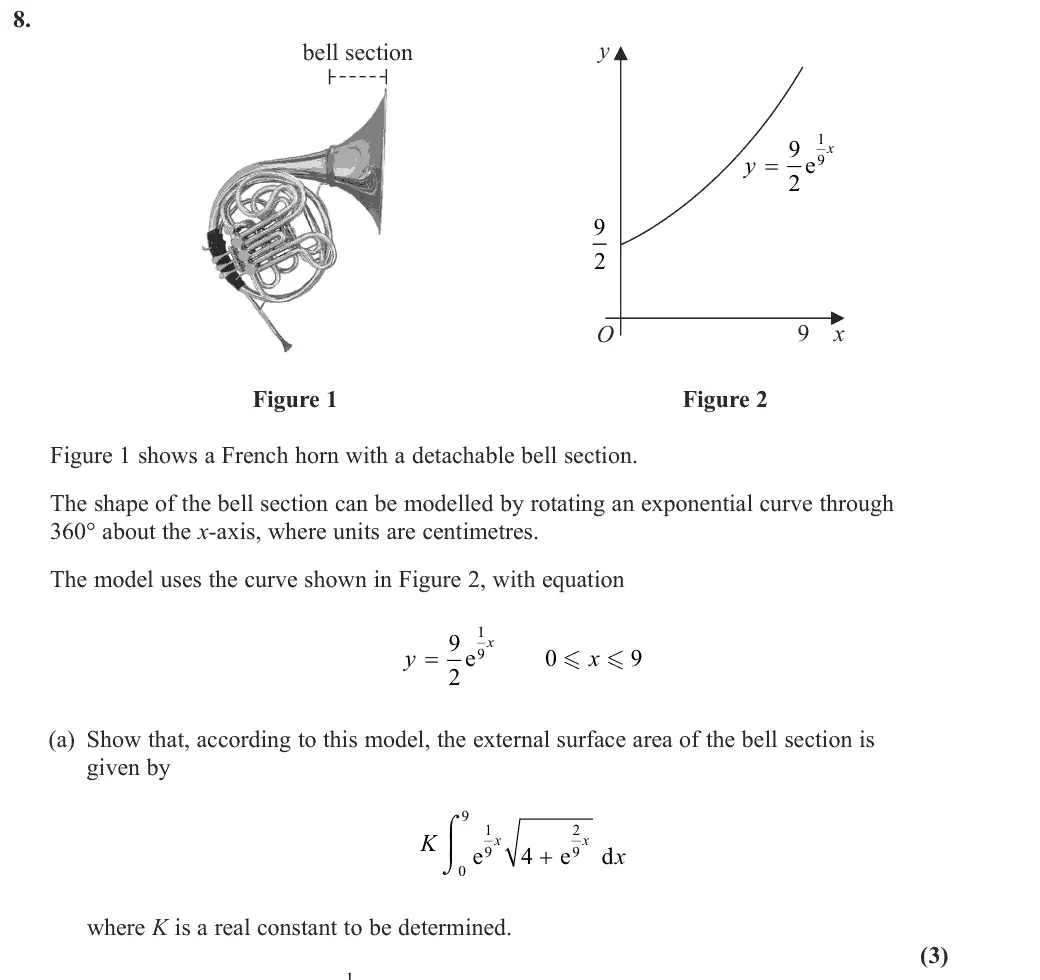 8.
bell section
y
y = 9/2 e^(1/9 x)
9/2
O
9
x
Figure 1
Figure 2
Figure 1 shows a French horn with a detachable bell section.
The shape of the bell section can be modelled by rotating an exponential curve through
360° about the x-axis, where units are centimetres.
The model uses the curve shown in Figure 2, with equation
y = 9/2 e^(1/9 x)    0 ⩽ x ⩽ 9
(a) Show that, according to this model, the external surface area of the bell section is
given by
K ∫₀⁹ e^(1/9 x) √(4 + e^(2/9 x)) dx
where K is a real constant to be determined.
(3)